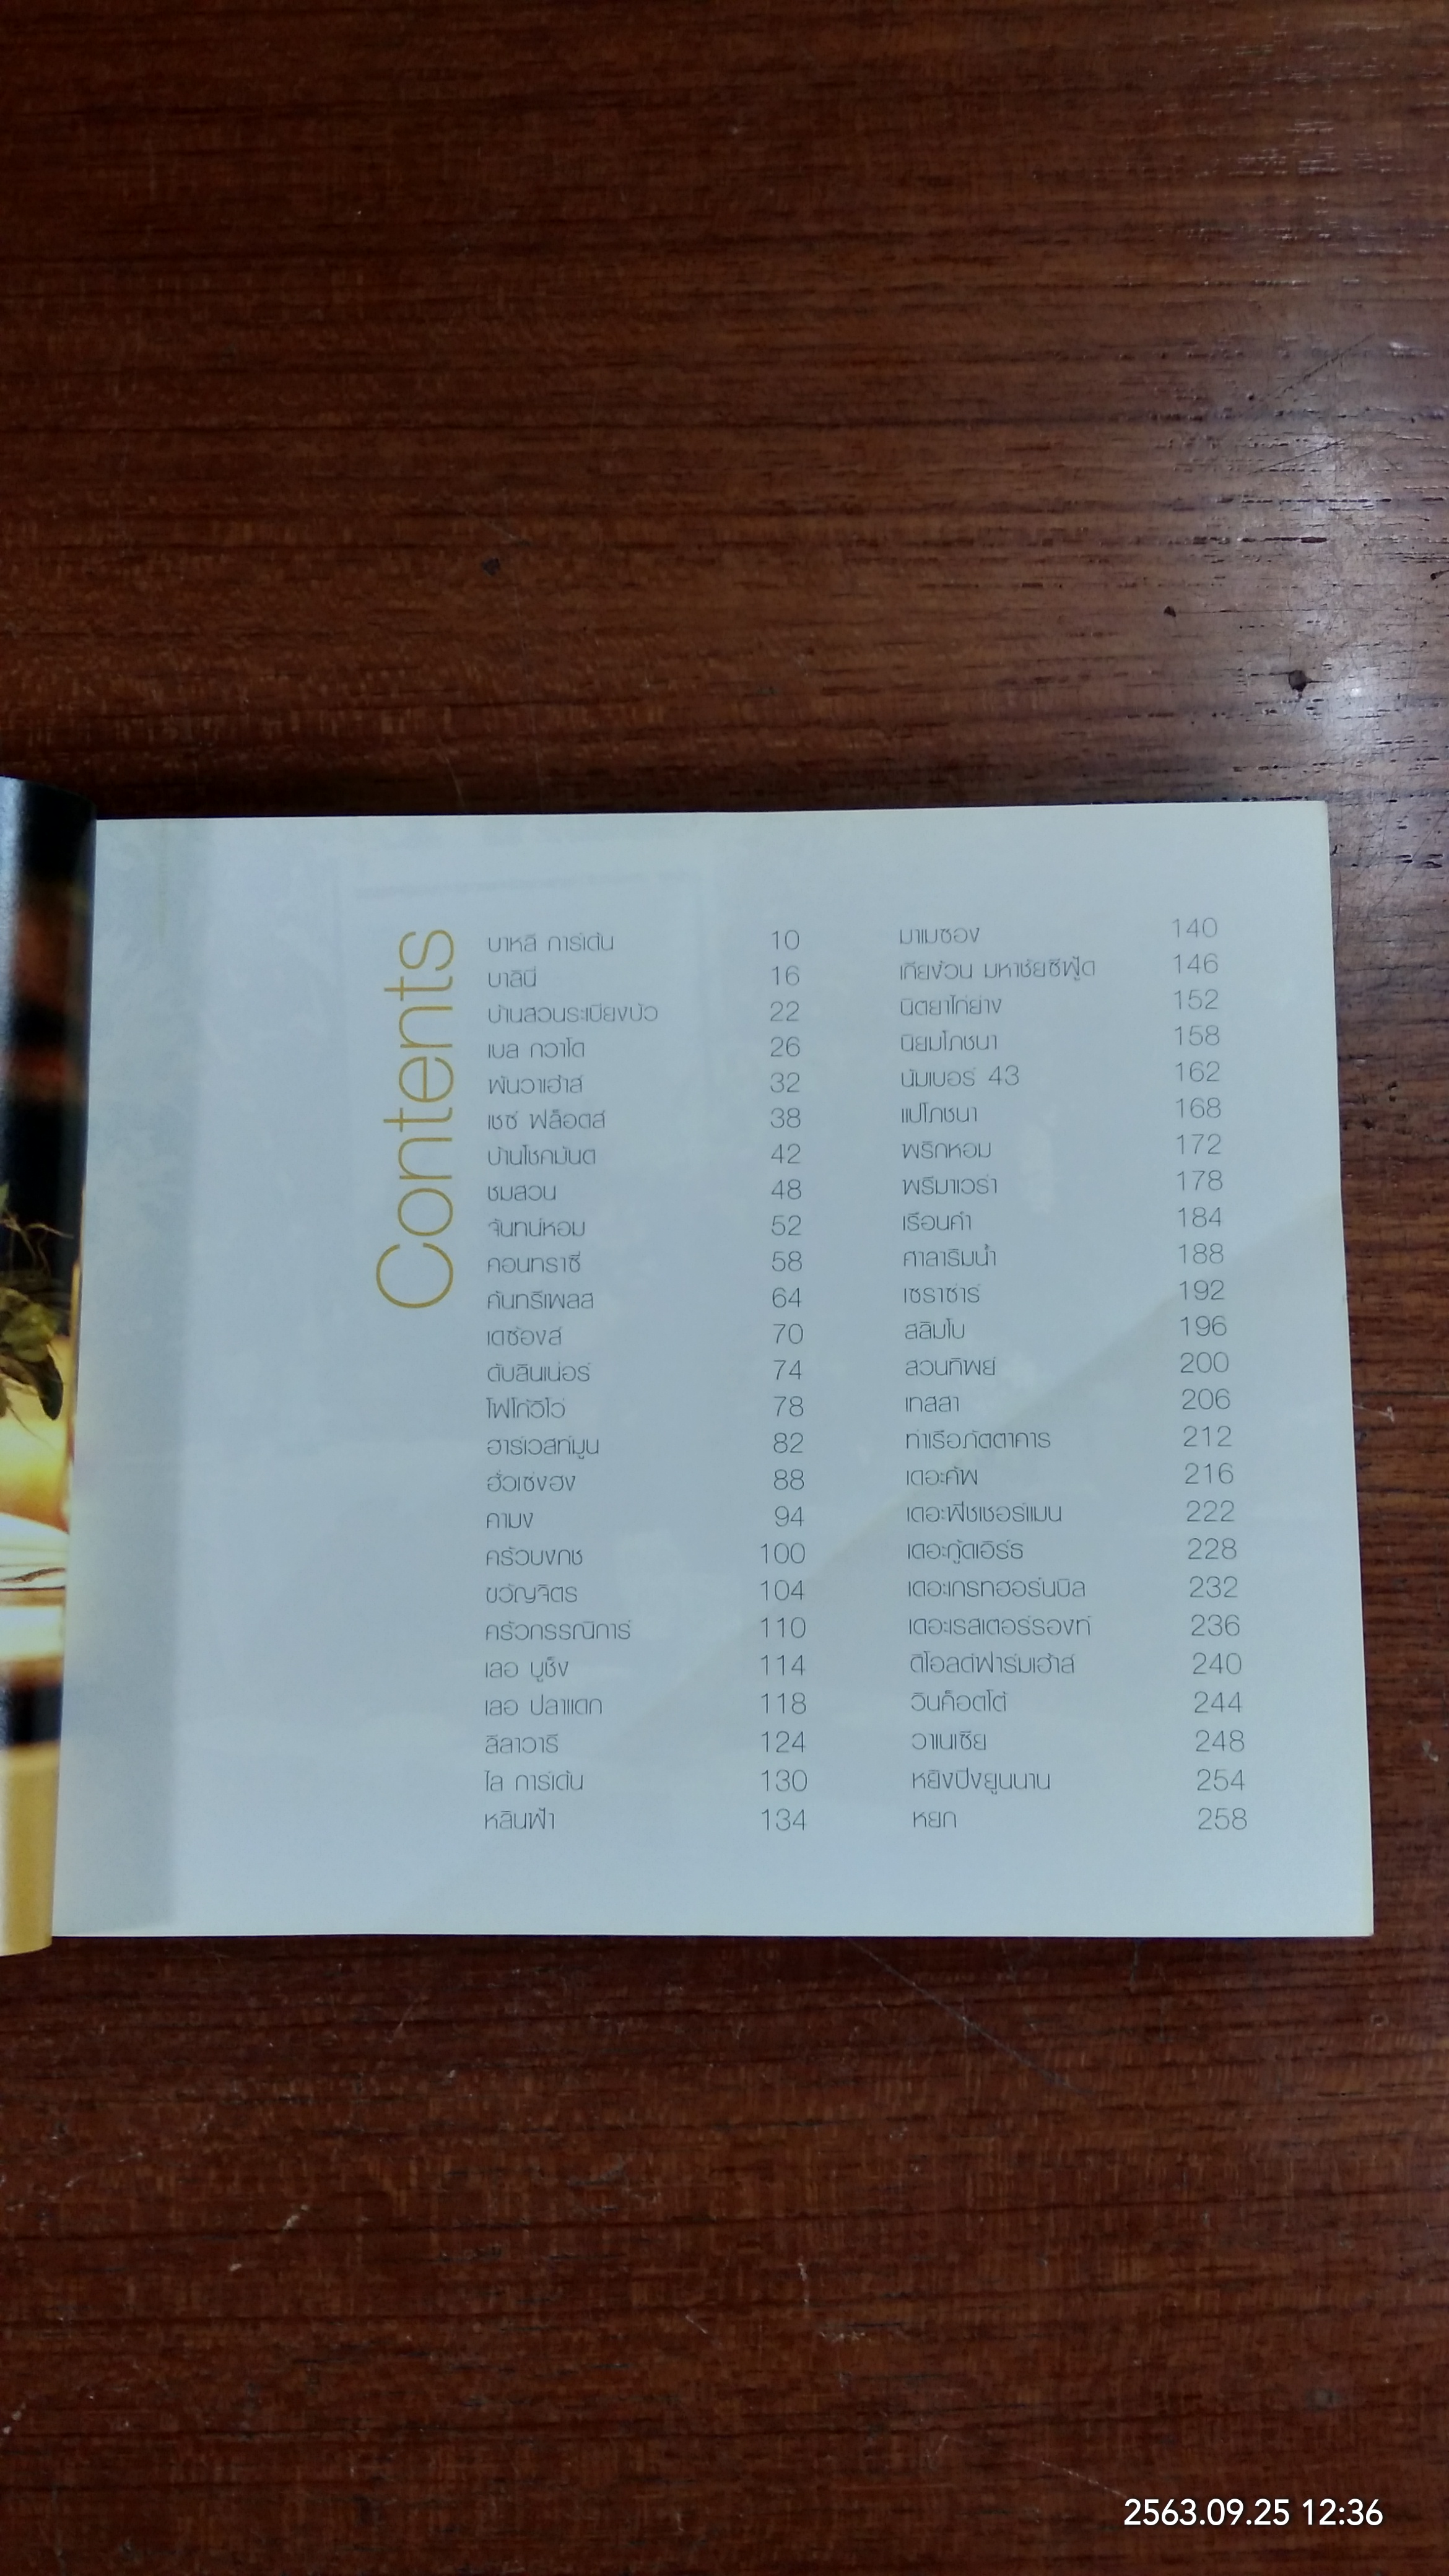 Contents
บาหลี การ์เด้น 10
บาลินี 16
บ้านสวนระเบียงบัว 22
เบล กวาโด 26
พันวาเฮ้าส์ 32
เชซ ฟล็อตส์ 38
บ้านโชคมันต 42
ชมสวน 48
จันทน์หอม 52
คอนทราซี่ 58
คันทรีเพลส 64
เดซ้องส์ 70
ดับลินเน่อร์ 74
โฟโก้วีโว่ 78
ฮาร์เวสท์มูน 82
ฮั่วเซ่งฮง 88
คามง 94
ครัวบงกช 100
ขวัญจิตร 104
ครัวกรรณิการ์ 110
เลอ บูช็ง 114
เลอ ปลาแดก 118
ลีลาวารี 124
ไล การ์เด้น 130
หลินฟ้า 134
มาเมซอง 140
เกียง้วน มหาชัยซีฟู้ด 146
นิตยาไก่ย่าง 152
นิยมโภชนา 158
นัมเบอร์ 43 162
แปโภชนา 168
พริกหอม 172
พรีมาเวร่า 178
เรือนคำ 184
ศาลาริมน้ำ 188
เซราซ่าร์ 192
สลิมโบ 196
สวนทิพย์ 200
เทสลา 206
ท่าเรือภัตตาคาร 212
เดอะคัพ 216
เดอะฟิชเชอร์แมน 222
เดอะกู้ดเอิร์ธ 228
เดอะเกรทฮอร์นบิล 232
เดอะเรสเตอร์รองท์ 236
ดิโอลด์ฟาร์มเฮ้าส์ 240
วินค็อตโต้ 244
วาเนเซีย 248
หยิงปิงยูนนาน 254
หยก 258
2563.09.25 12:36